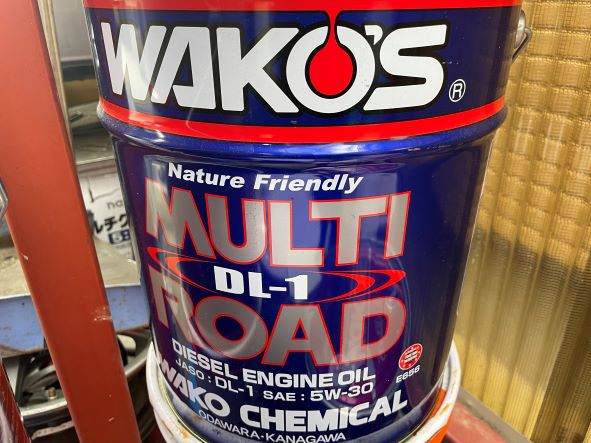 WAKO'S®
Nature Friendly
MULTI
DL-1
ROAD
DIESEL ENGINE OIL
JASO : DL-1 SAE : 5W-30
E656
WAKO CHEMICAL
ODAWARA・KANAGAWA